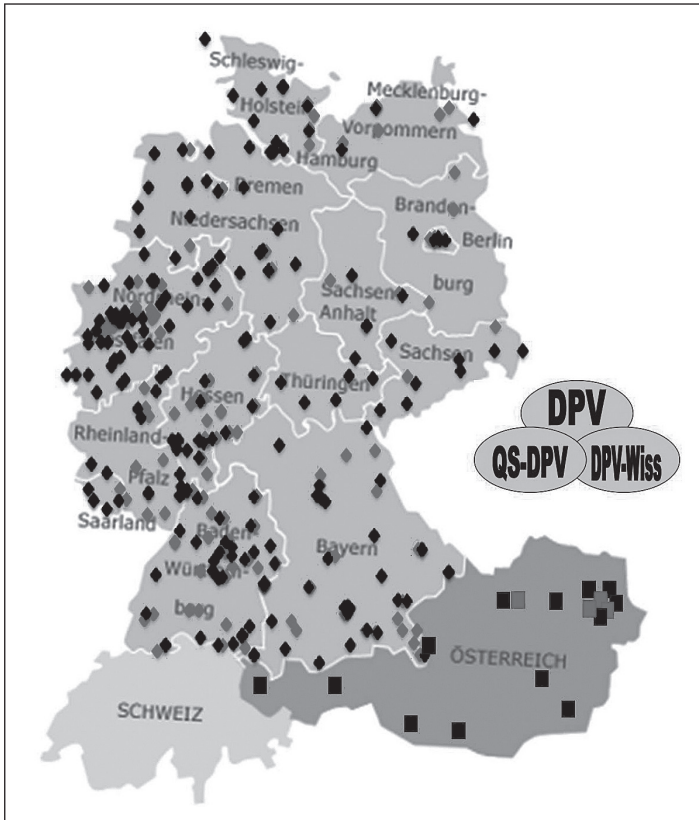 Schleswig-
Holstein
Mecklenburg-
Vorpommern
Hamburg
Bremen
Niedersachsen
Branden-
burg
Berlin
Sachsen
Anhalt
Nordrhein-
Sachsen
Thüringen
Hessen
Rheinland-
Pfalz
Saarland
DPV
QS-DPV
DPV-Wiss
Baden-
Bayern
ÖSTERREICH
SCHWEIZ